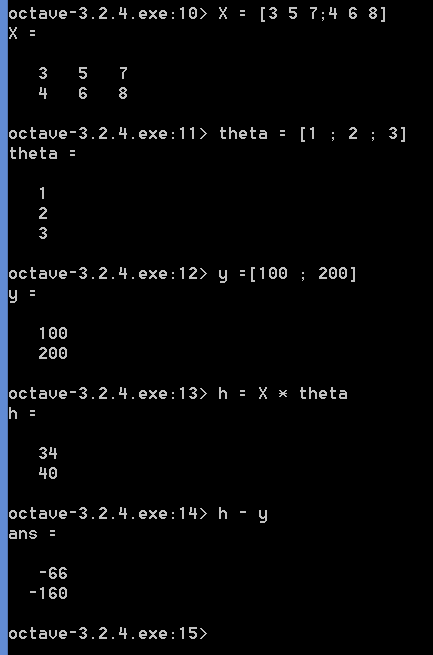 octave-3.2.4.exe:10> X = [3 5 7;4 6 8]
X =
3 5 7
4 6 8
octave-3.2.4.exe:11> theta = [1 ; 2 ; 3]
theta =
1
2
3
octave-3.2.4.exe:12> y =[100 ; 200]
y =
100
200
octave-3.2.4.exe:13> h = X * theta
h =
34
40
octave-3.2.4.exe:14> h - y
ans =
-66
-160
octave-3.2.4.exe:15>